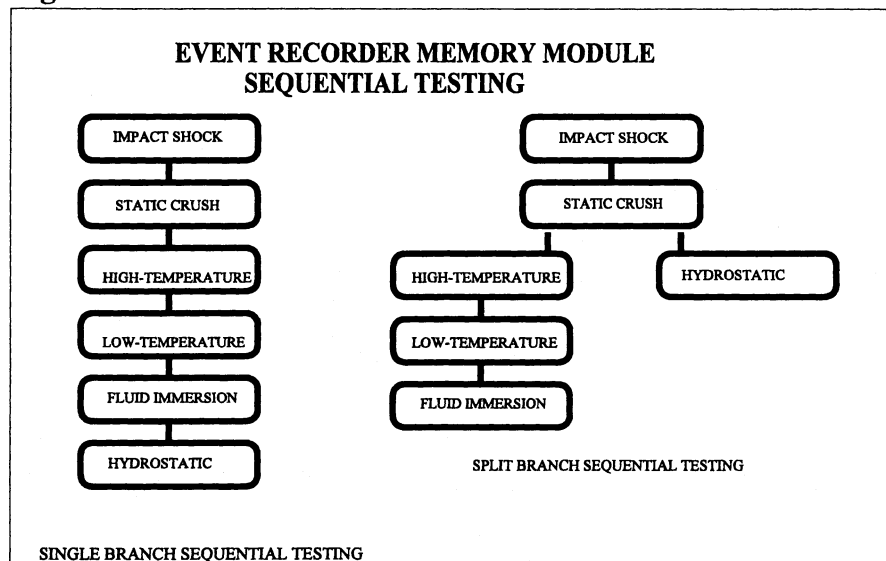 EVENT RECORDER MEMORY MODULE
SEQUENTIAL TESTING
IMPACT SHOCK
STATIC CRUSH
HIGH-TEMPERATURE
LOW-TEMPERATURE
FLUID IMMERSION
HYDROSTATIC
SINGLE BRANCH SEQUENTIAL TESTING
IMPACT SHOCK
STATIC CRUSH
HIGH-TEMPERATURE
HYDROSTATIC
LOW-TEMPERATURE
FLUID IMMERSION
SPLIT BRANCH SEQUENTIAL TESTING